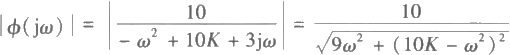 |ϕ(jω)| = |10 / (-ω² + 10K + 3jω)| = 10 / √(9ω² + (10K - ω²)²)